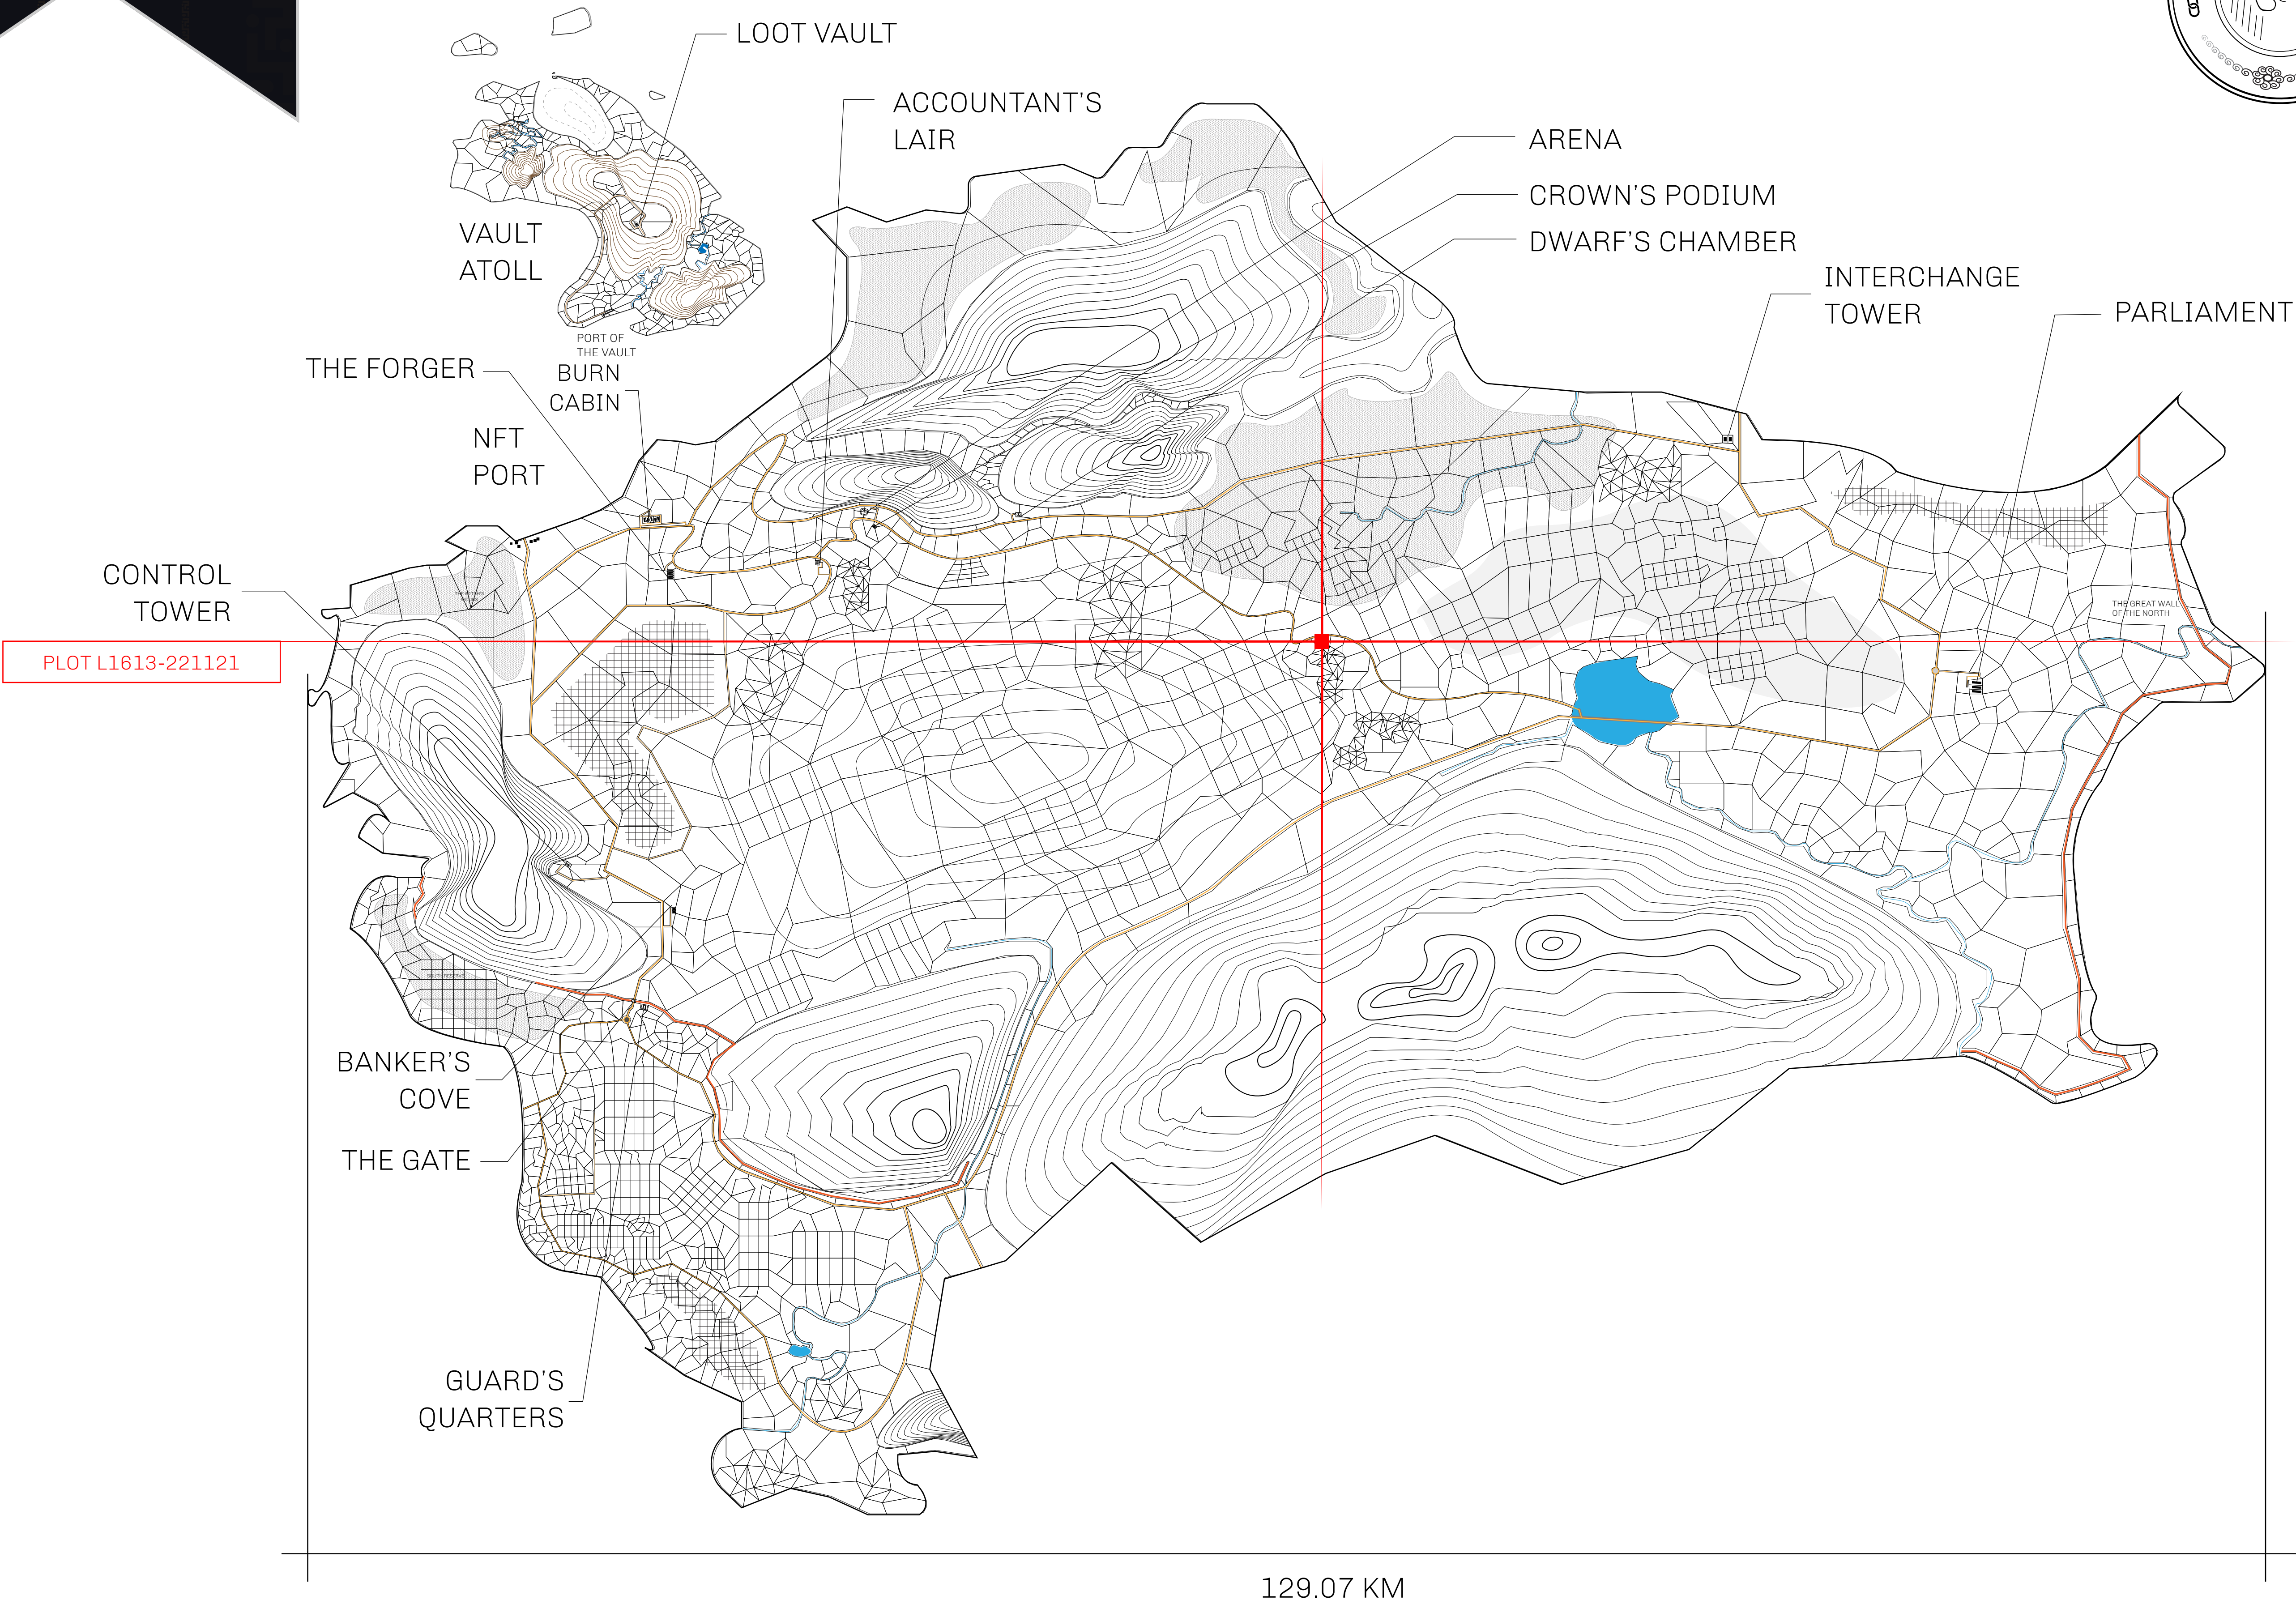 LOOT VAULT
ACCOUNTANT'S
LAIR
ARENA
CROWN'S PODIUM
DWARF'S CHAMBER
VAULT
ATOLL
INTERCHANGE
TOWER
PARLIAMENT
PORT OF
THE VAULT
THE FORGER
BURN
CABIN
NFT
PORT
CONTROL
TOWER
THE GREAT WALL
OF THE NORTH
PLOT L1613-221121
SOUTH RESERVE
BANKER'S
COVE
THE GATE
GUARD'S
QUARTERS
129.07 KM